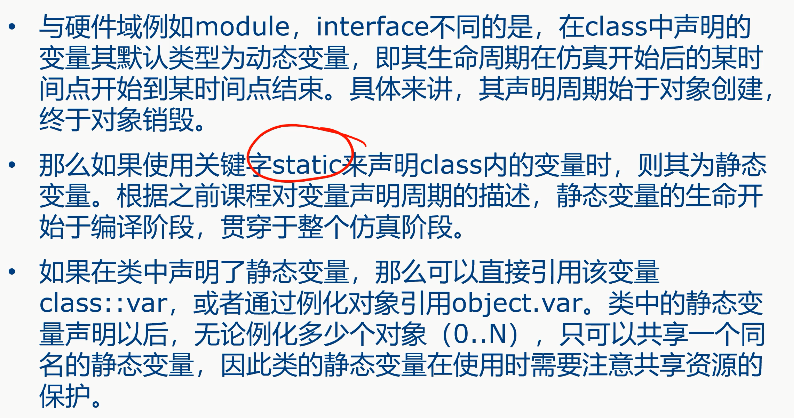 • 与硬件域例如module，interface不同的是，在class中声明的
变量其默认类型为动态变量，即其生命周期在仿真开始后的某时
间点开始到某时间点结束。具体来讲，其声明周期始于对象创建，
终于对象销毁。
• 那么如果使用关键字static来声明class内的变量时，则其为静态
变量。根据之前课程对变量声明周期的描述，静态变量的生命开
始于编译阶段，贯穿于整个仿真阶段。
• 如果在类中声明了静态变量，那么可以直接引用该变量
class::var，或者通过例化对象引用object.var。类中的静态变
量声明以后，无论例化多少个对象（0..N），只可以共享一个同
名的静态变量，因此类的静态变量在使用时需要注意共享资源的
保护。